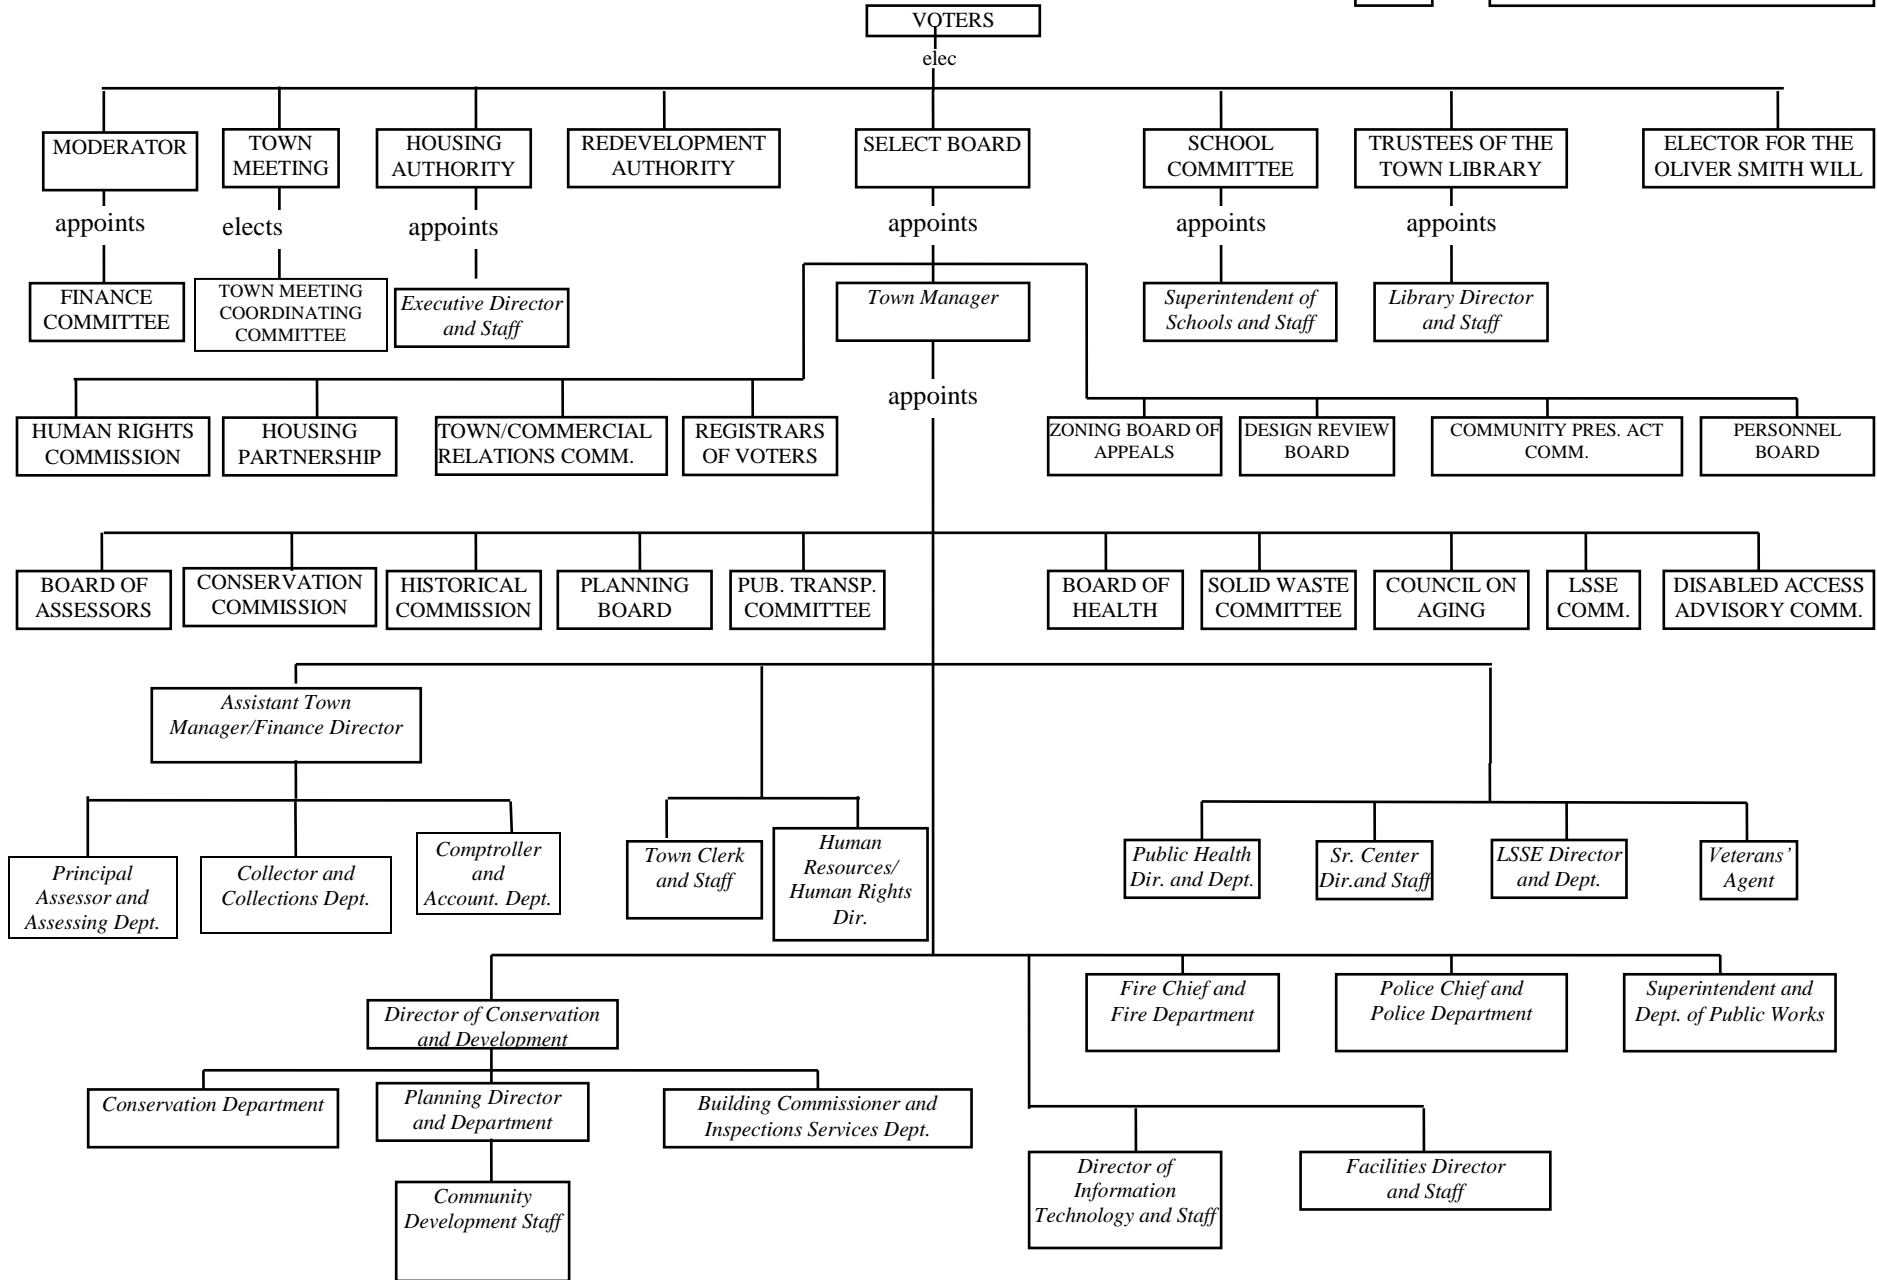 VOTERS
elec
MODERATOR
TOWN
MEETING
HOUSING
AUTHORITY
REDEVELOPMENT
AUTHORITY
SELECT BOARD
SCHOOL
COMMITTEE
TRUSTEES OF THE
TOWN LIBRARY
ELECTOR FOR THE
OLIVER SMITH WILL
appoints
elects
appoints
appoints
appoints
appoints
FINANCE
COMMITTEE
TOWN MEETING
COORDINATING
COMMITTEE
Executive Director
and Staff
Town Manager
Superintendent of
Schools and Staff
Library Director
and Staff
appoints
HUMAN RIGHTS
COMMISSION
HOUSING
PARTNERSHIP
TOWN/COMMERCIAL
RELATIONS COMM.
REGISTRARS
OF VOTERS
ZONING BOARD OF
APPEALS
DESIGN REVIEW
BOARD
COMMUNITY PRES. ACT
COMM.
PERSONNEL
BOARD
BOARD OF
ASSESSORS
CONSERVATION
COMMISSION
HISTORICAL
COMMISSION
PLANNING
BOARD
PUB. TRANSP.
COMMITTEE
BOARD OF
HEALTH
SOLID WASTE
COMMITTEE
COUNCIL ON
AGING
LSSE
COMM.
DISABLED ACCESS
ADVISORY COMM.
Assistant Town
Manager/Finance Director
Principal
Assessor and
Assessing Dept.
Collector and
Collections Dept.
Comptroller
and
Account. Dept.
Town Clerk
and Staff
Human
Resources/
Human Rights
Dir.
Public Health
Dir. and Dept.
Sr. Center
Dir.and Staff
LSSE Director
and Dept.
Veterans’
Agent
Director of Conservation
and Development
Fire Chief and
Fire Department
Police Chief and
Police Department
Superintendent and
Dept. of Public Works
Conservation Department
Planning Director
and Department
Building Commissioner and
Inspections Services Dept.
Director of
Information
Technology and Staff
Facilities Director
and Staff
Community
Development Staff